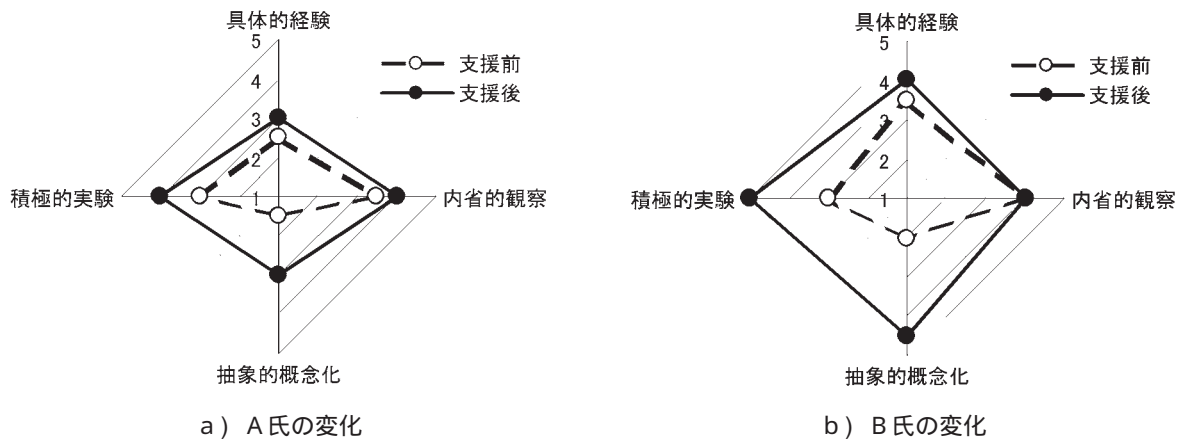 具体的経験
5
4
3
2
1
支援前
支援後
積極的実験
内省的観察
抽象的概念化
a） A氏の変化
具体的経験
5
4
3
2
1
支援前
支援後
積極的実験
内省的観察
抽象的概念化
b） B氏の変化